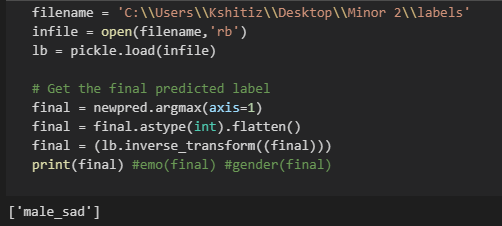 filename = 'C:\\Users\\Kshitiz\\Desktop\\Minor 2\\labels'
infile = open(filename,'rb')
lb = pickle.load(infile)

# Get the final predicted label
final = newpred.argmax(axis=1)
final = final.astype(int).flatten()
final = (lb.inverse_transform((final)))
print(final) #emo(final) #gender(final)

['male_sad']